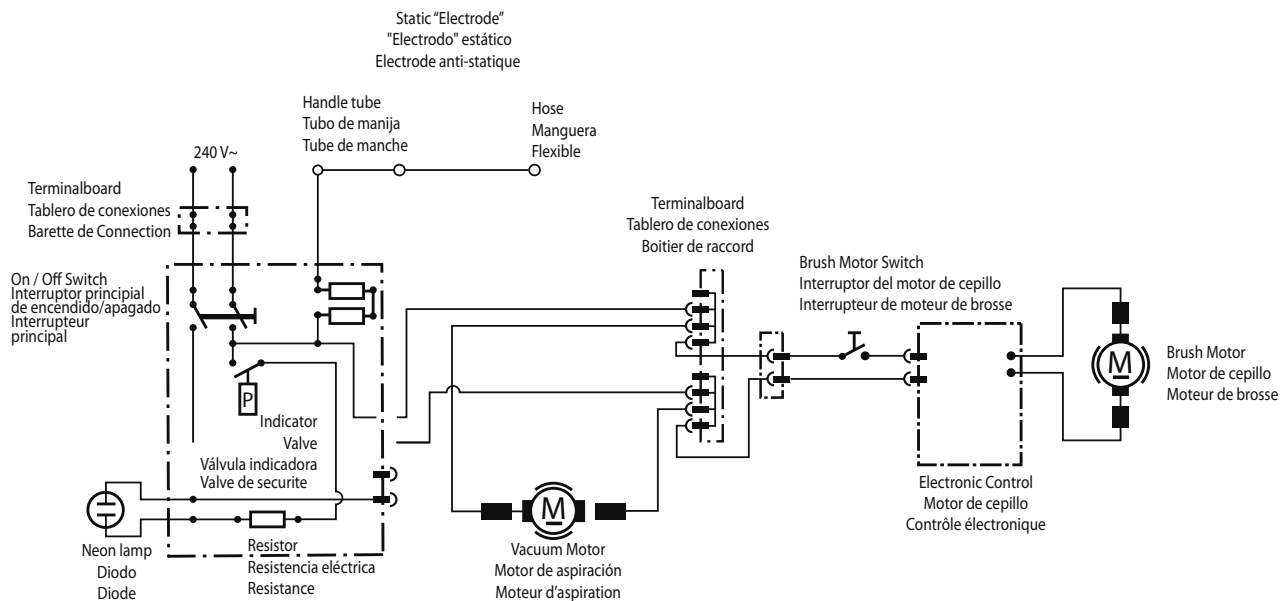 Static “Electrode”
"Electrodo" estático
Electrode anti-statique
Handle tube
Tubo de manija
Tube de manche
Hose
Manguera
Flexible
240 V~
Terminalboard
Tablero de conexiones
Barette de Connection
Terminalboard
Tablero de conexiones
Boitier de raccord
On / Off Switch
Interruptor principial
de encendido/apagado
Interrupteur
principal
Brush Motor Switch
Interruptor del motor de cepillo
Interrupteur de moteur de brosse
M
Brush Motor
Motor de cepillo
Moteur de brosse
P
Indicator
Valve
Válvula indicadora
Valve de securite
Electronic Control
Motor de cepillo
Contrôle électronique
M
Vacuum Motor
Motor de aspiración
Moteur d’aspiration
Neon lamp
Diodo
Diode
Resistor
Resistencia eléctrica
Resistance